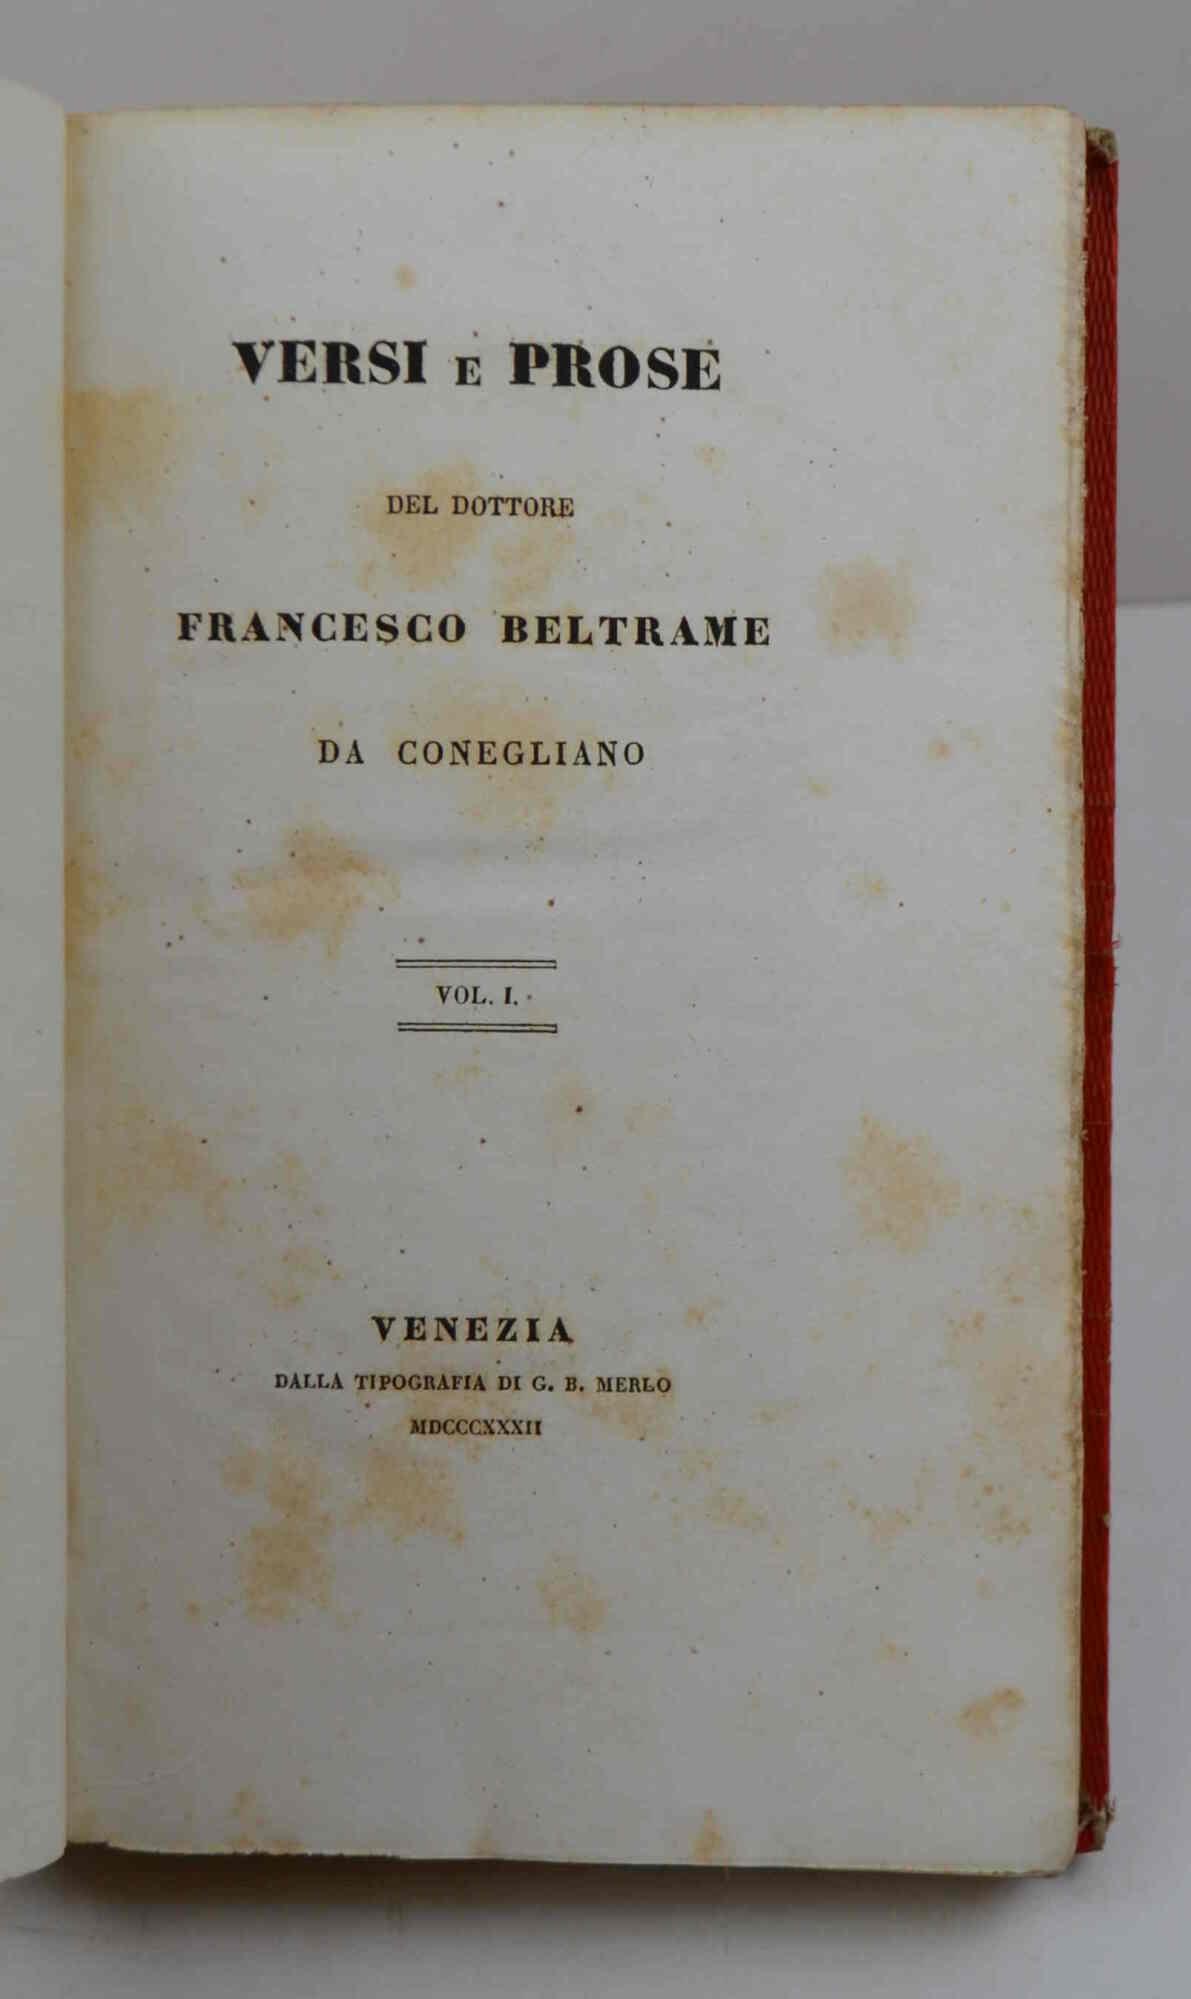 VERSI E PROSE
DEL DOTTORE
FRANCESCO BELTRAME
DA CONEGLIANO
VOL. I.
VENEZIA
DALLA TIPOGRAFIA DI G. B. MERLO
MDCCCXXXII